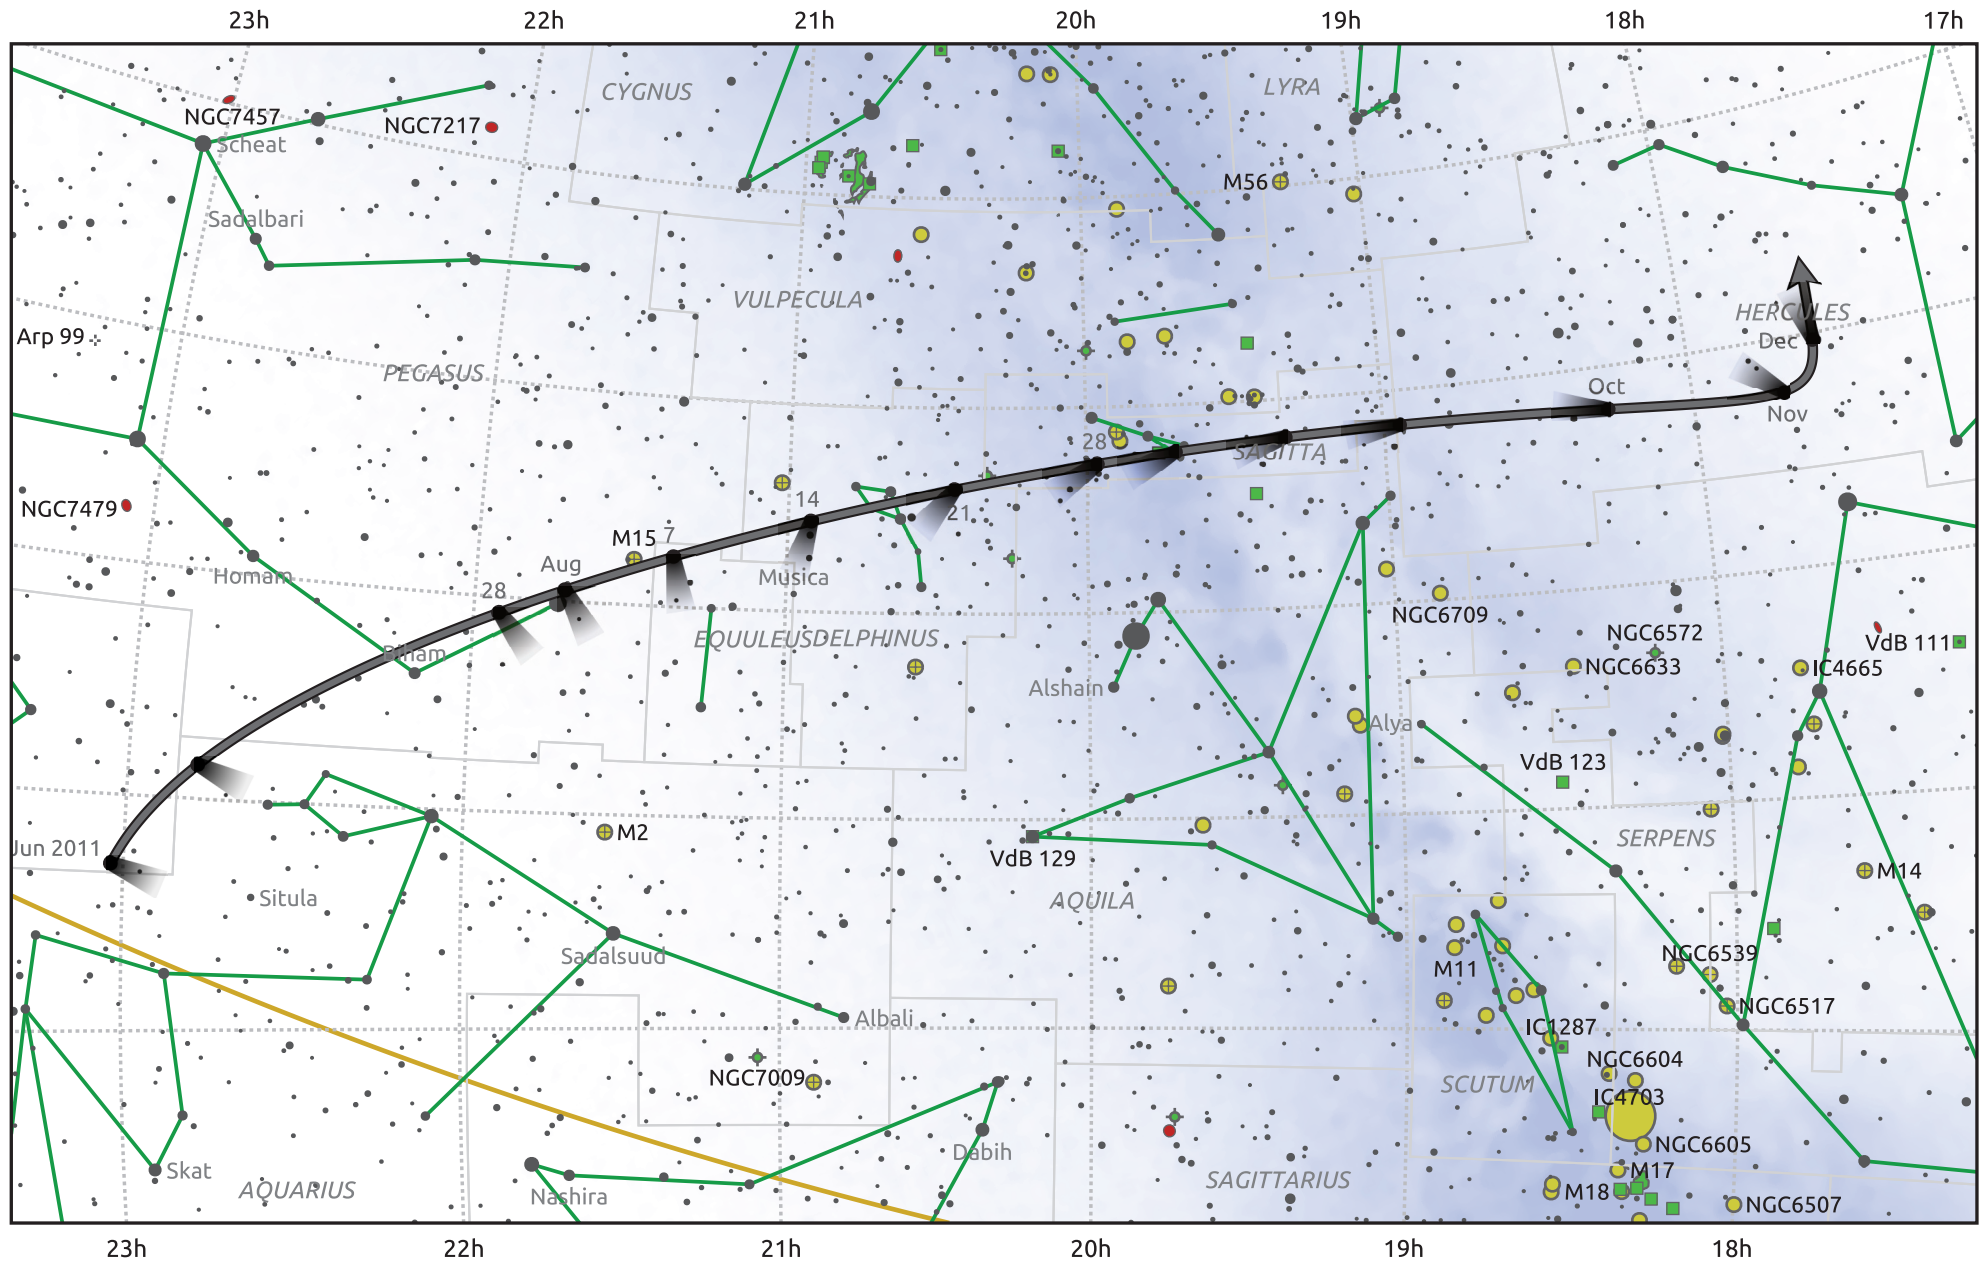 23h 22h 21h 20h 19h 18h 17h
CYGNUS
LYRA
NGC7457
NGC7217
Scheat
M56
Sadalbari
VULPECULA
HERCULES
Arp 99
Dec
PEGASUS
Oct
Nov
28
SAGITTA
14
21
NGC7479
M15 7
Aug
Homam
Musica
28
NGC6709
EQUULEUS DELPHINUS
NGC6572
VdB 111
Biham
NGC6633
IC4665
Alshain
Alya
VdB 123
M2
SERPENS
Jun 2011
VdB 129
M14
Situla
AQUILA
Sadalsuud
NGC6539
M11
NGC6517
Albali
IC1287
NGC6604
NGC7009
SCUTUM
IC4703
NGC6605
Dabih
Skat
M17
SAGITTARIUS
AQUARIUS
Nashira
M18
NGC6507
23h 22h 21h 20h 19h 18h